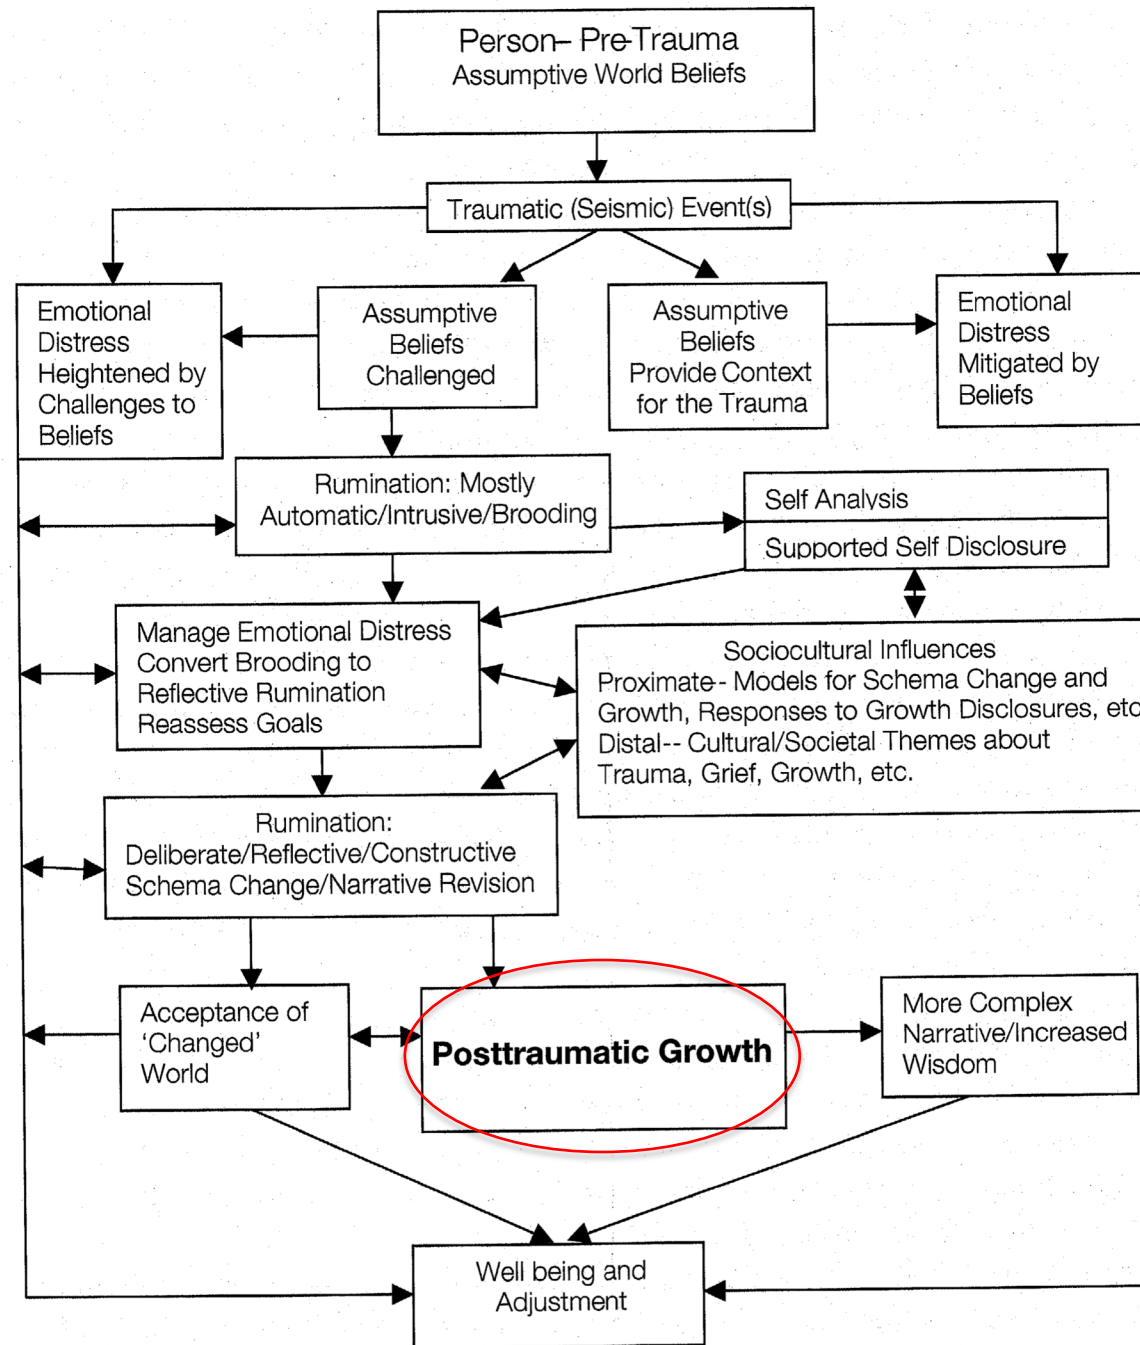 Person– Pre-Trauma
Assumptive World Beliefs
Traumatic (Seismic) Event(s)
Emotional
Distress
Heightened by
Challenges to
Beliefs
Assumptive
Beliefs
Challenged
Assumptive
Beliefs
Provide Context
for the Trauma
Emotional
Distress
Mitigated by
Beliefs
Rumination: Mostly
Automatic/Intrusive/Brooding
Self Analysis
Supported Self Disclosure
Manage Emotional Distress
Convert Brooding to
Reflective Rumination
Reassess Goals
Sociocultural Influences
Proximate-- Models for Schema Change and
Growth, Responses to Growth Disclosures, etc
Distal-- Cultural/Societal Themes about
Trauma, Grief, Growth, etc.
Rumination:
Deliberate/Reflective/Constructive
Schema Change/Narrative Revision
Acceptance of
‘Changed’
World
Posttraumatic Growth
More Complex
Narrative/Increased
Wisdom
Well being and
Adjustment